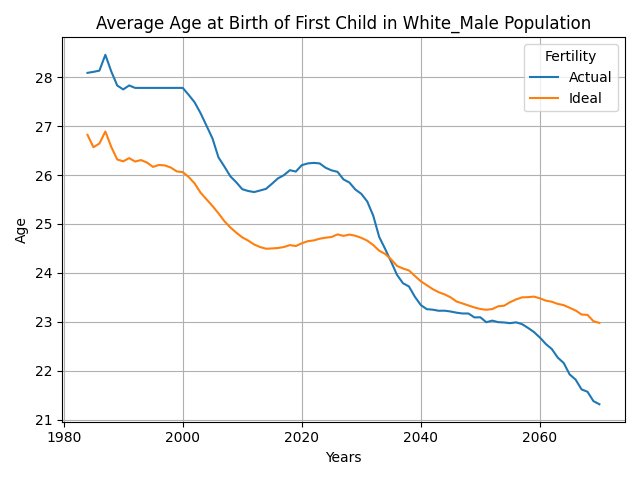 Average Age at Birth of First Child in White_Male Population
Fertility
Actual
Ideal
Age
28
27
26
25
24
23
22
21
1980
2000
2020
2040
2060
Years